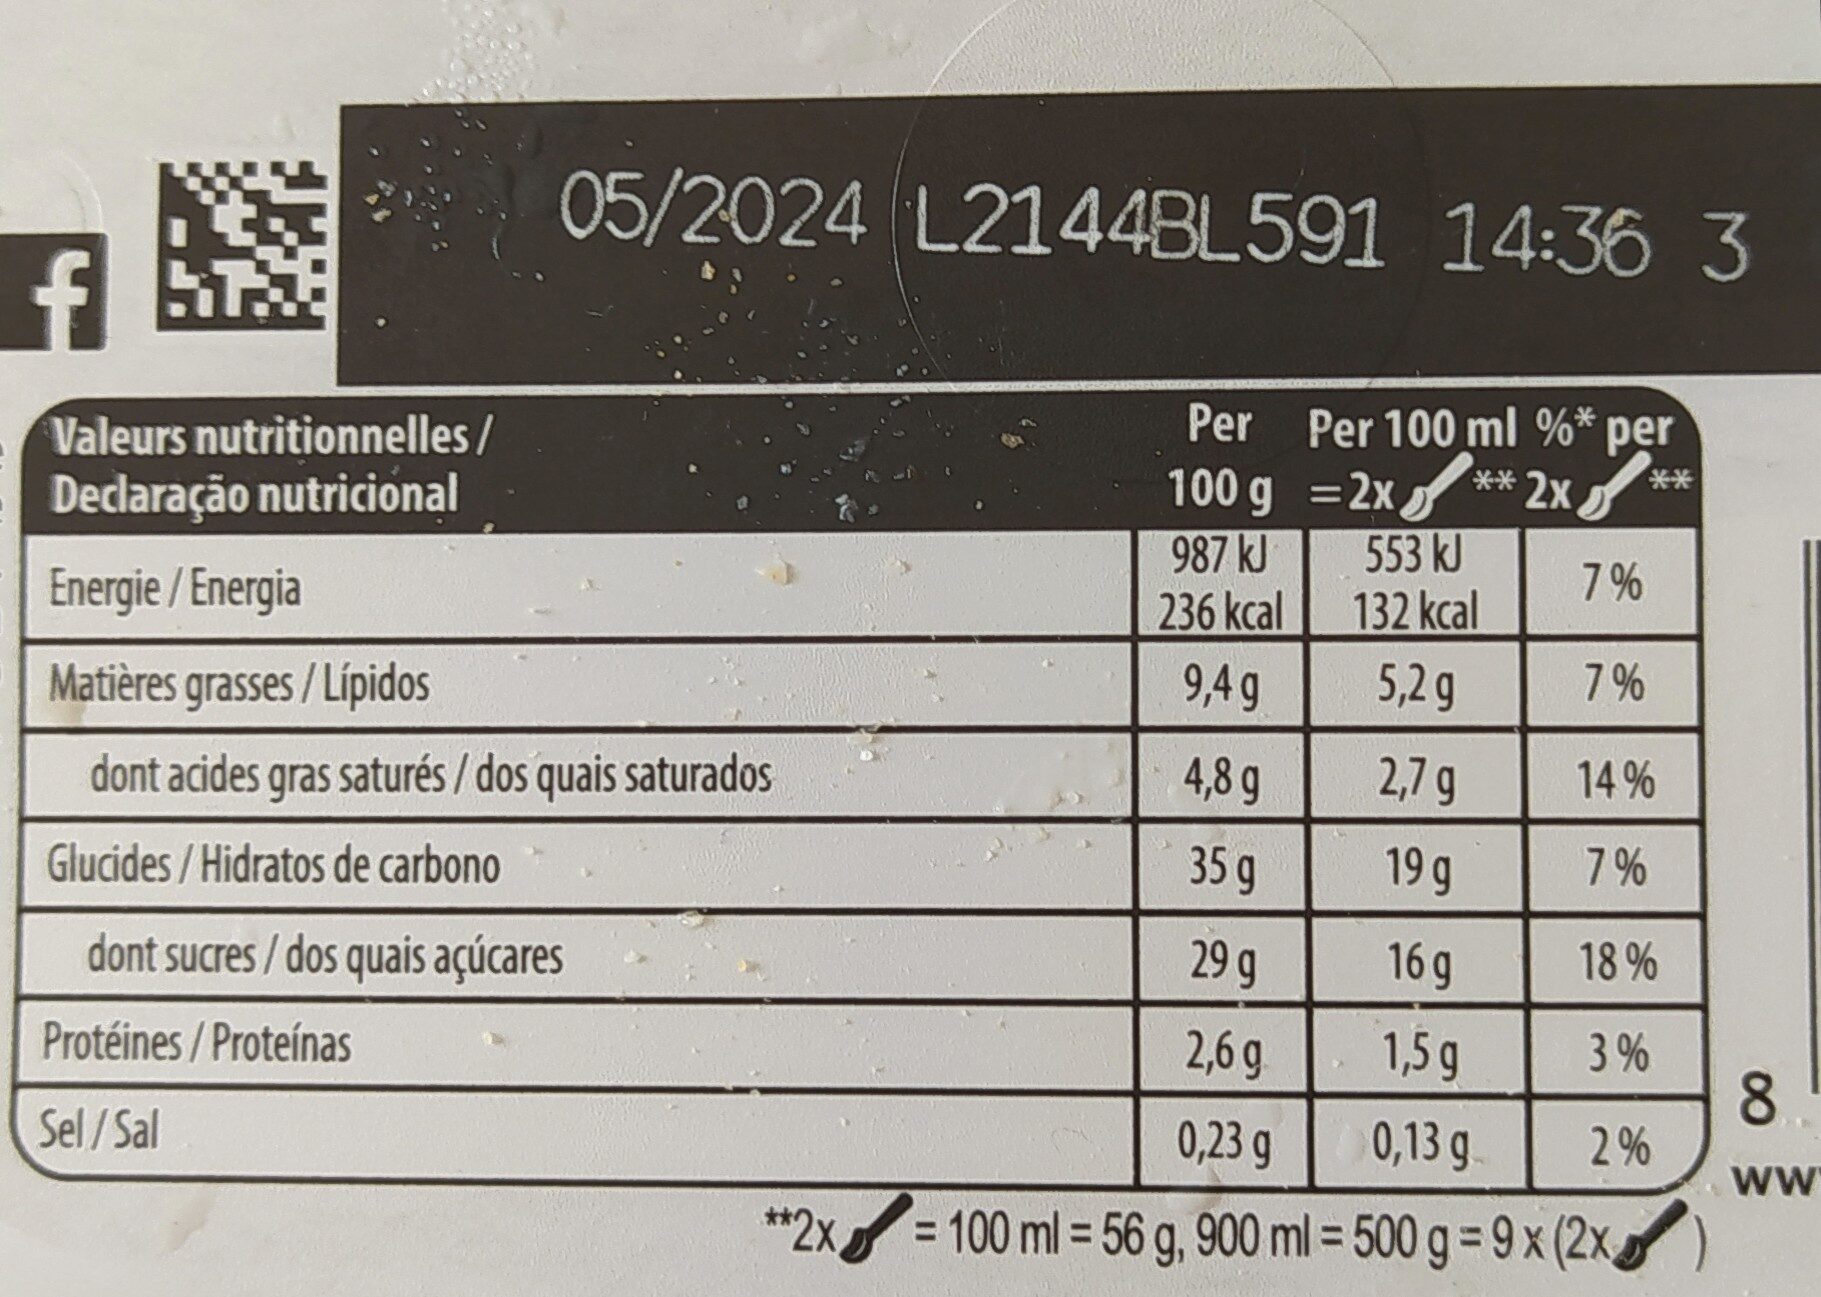 05/2024 L2144BL591 14:36 3
f
Valeurs nutritionnelles /
Declaração nutricional
Per
100 g
Per 100 ml
=2x **
%* per
2x **
Energie / Energia
987 kJ
236 kcal
553 kJ
132 kcal
7 %
Matières grasses / Lípidos 9,4 g 5,2 g 7 %
dont acides gras saturés / dos quais saturados 4,8 g 2,7 g 14 %
Glucides / Hidratos de carbono 35 g 19 g 7 %
dont sucres / dos quais açúcares 29 g 16 g 18 %
Protéines / Proteínas 2,6 g 1,5 g 3 %
Sel / Sal 0,23 g 0,13 g 2 %
8
**2x = 100 ml = 56 g, 900 ml = 500 g = 9 x (2x )